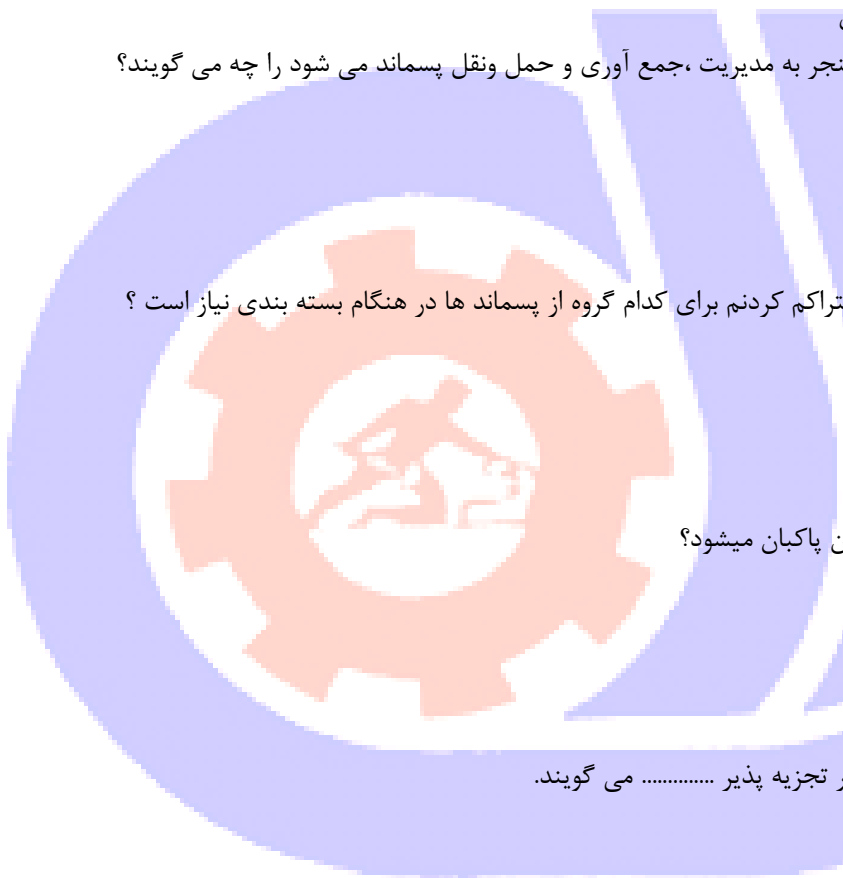 نجر به مدیریت ،جمع آوری و حمل ونقل پسماند می شود را چه می گویند؟
تراکم کردنم برای کدام گروه از پسماند ها در هنگام بسته بندی نیاز است ؟
ن پاکبان میشود؟
ر تجزیه پذیر .............. می گویند.